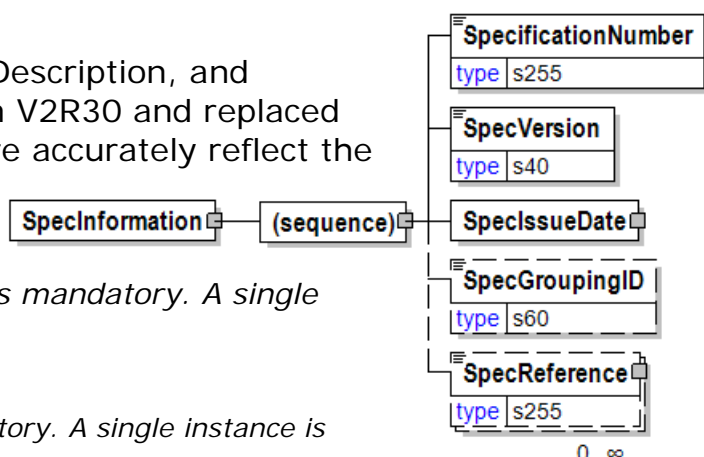 Description, and
V2R30 and replaced
accurately reflect the
s mandatory. A single
tory. A single instance is
SpecInformation
(sequence)
SpecificationNumber
type s255
SpecVersion
type s40
SpecIssueDate
SpecGroupingID
type s60
SpecReference
type s255
0 ∞